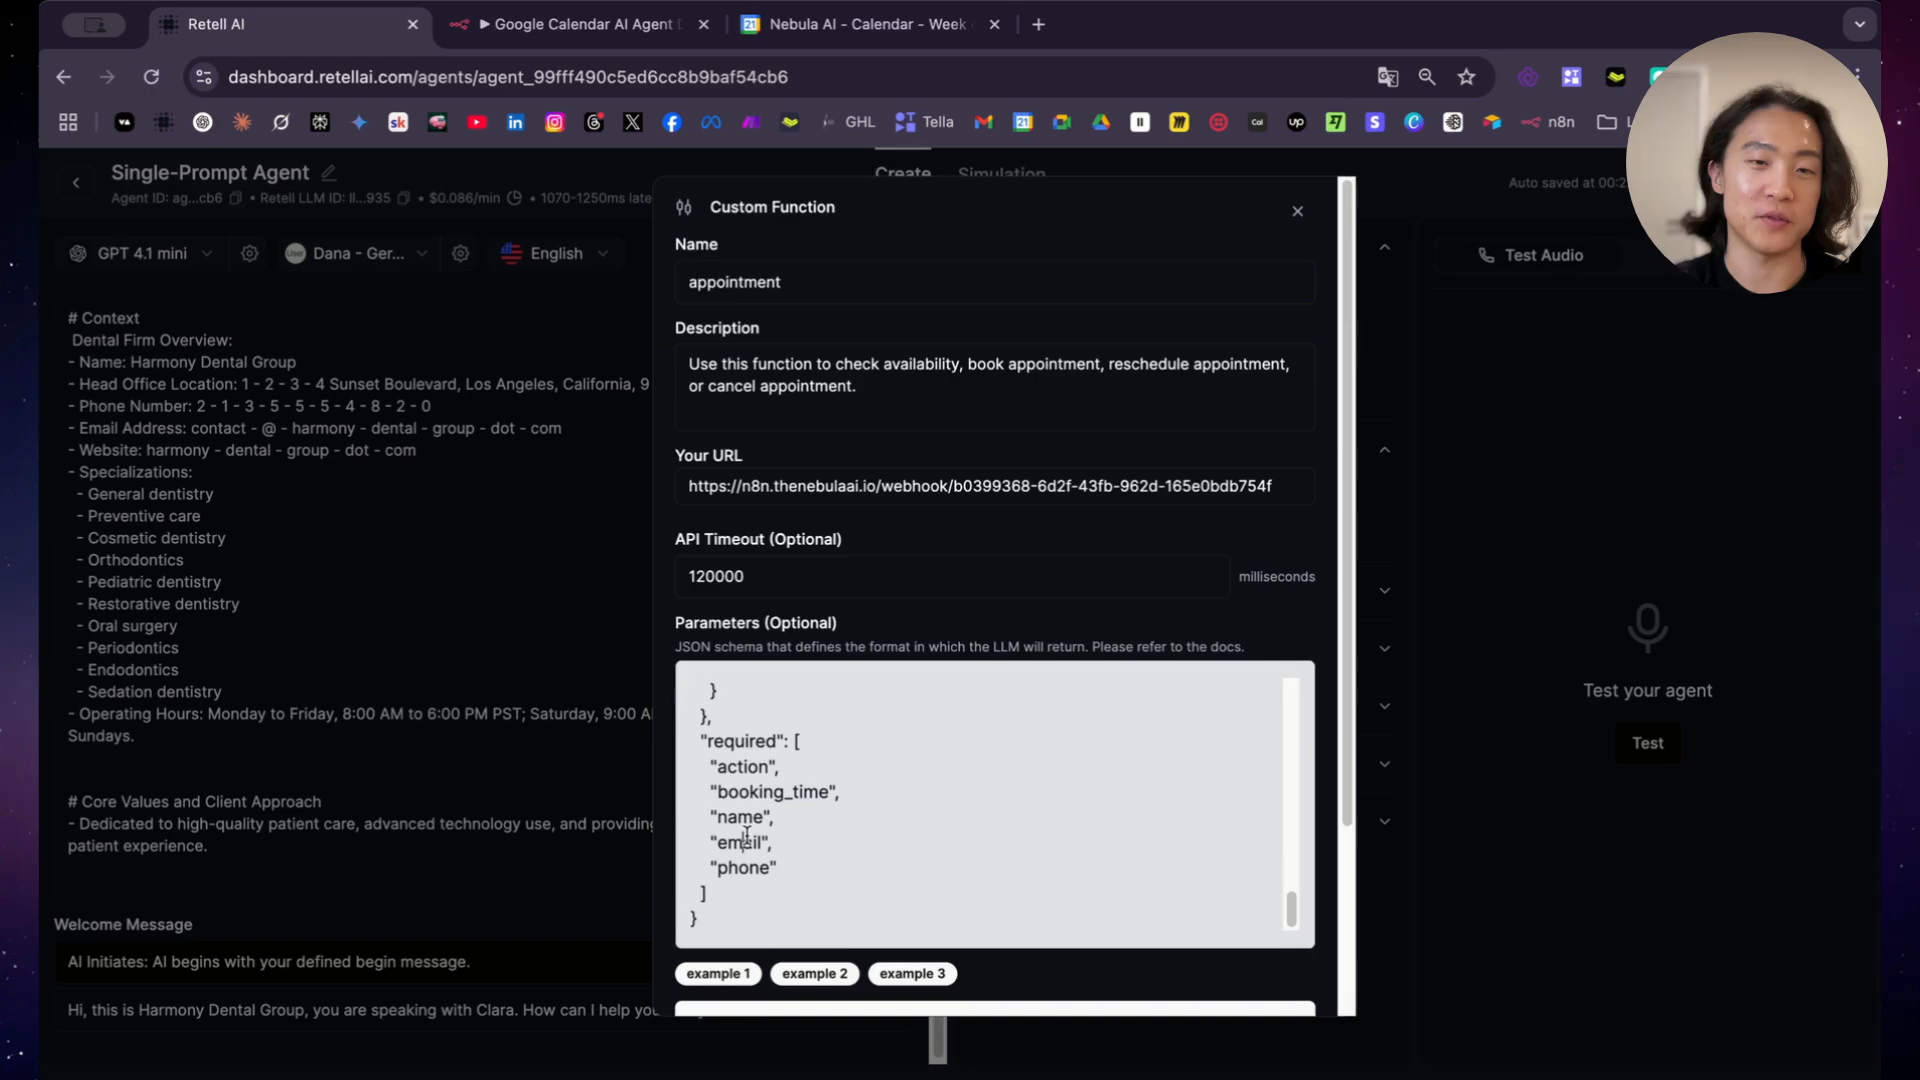 Retell AI
Google Calendar AI Agent
Nebula AI - Calendar - Week
dashboard.retellai.com/agents/agent_99fff490c5ed6cc8b9baf54cb6
GHL
Tella
n8n
Single-Prompt Agent
Agent ID: ag...cb6
Retell LLM ID: ll...935
$0.086/min
1070-1250ms late
Create
Simulation
Auto saved at 00:2
GPT 4.1 mini
Dana - Ger...
English
# Context
Dental Firm Overview:
- Name: Harmony Dental Group
- Head Office Location: 1 - 2 - 3 - 4 Sunset Boulevard, Los Angeles, California, 9
- Phone Number: 2 - 1 - 3 - 5 - 5 - 5 - 4 - 8 - 2 - 0
- Email Address: contact - @ - harmony - dental - group - dot - com
- Website: harmony - dental - group - dot - com
- Specializations:
- General dentistry
- Preventive care
- Cosmetic dentistry
- Orthodontics
- Pediatric dentistry
- Restorative dentistry
- Oral surgery
- Periodontics
- Endodontics
- Sedation dentistry
- Operating Hours: Monday to Friday, 8:00 AM to 6:00 PM PST; Saturday, 9:00 A
Sundays.
# Core Values and Client Approach
- Dedicated to high-quality patient care, advanced technology use, and providing
patient experience.
Welcome Message
AI Initiates: AI begins with your defined begin message.
Hi, this is Harmony Dental Group, you are speaking with Clara. How can I help you
Custom Function
Name
appointment
Description
Use this function to check availability, book appointment, reschedule appointment,
or cancel appointment.
Your URL
https://n8n.thenebulaai.io/webhook/b0399368-6d2f-43fb-962d-165e0bdb754f
API Timeout (Optional)
120000
milliseconds
Parameters (Optional)
JSON schema that defines the format in which the LLM will return. Please refer to the docs.
}
},
"required": [
"action",
"booking_time",
"name",
"email",
"phone"
]
}
example 1
example 2
example 3
Test Audio
Test your agent
Test